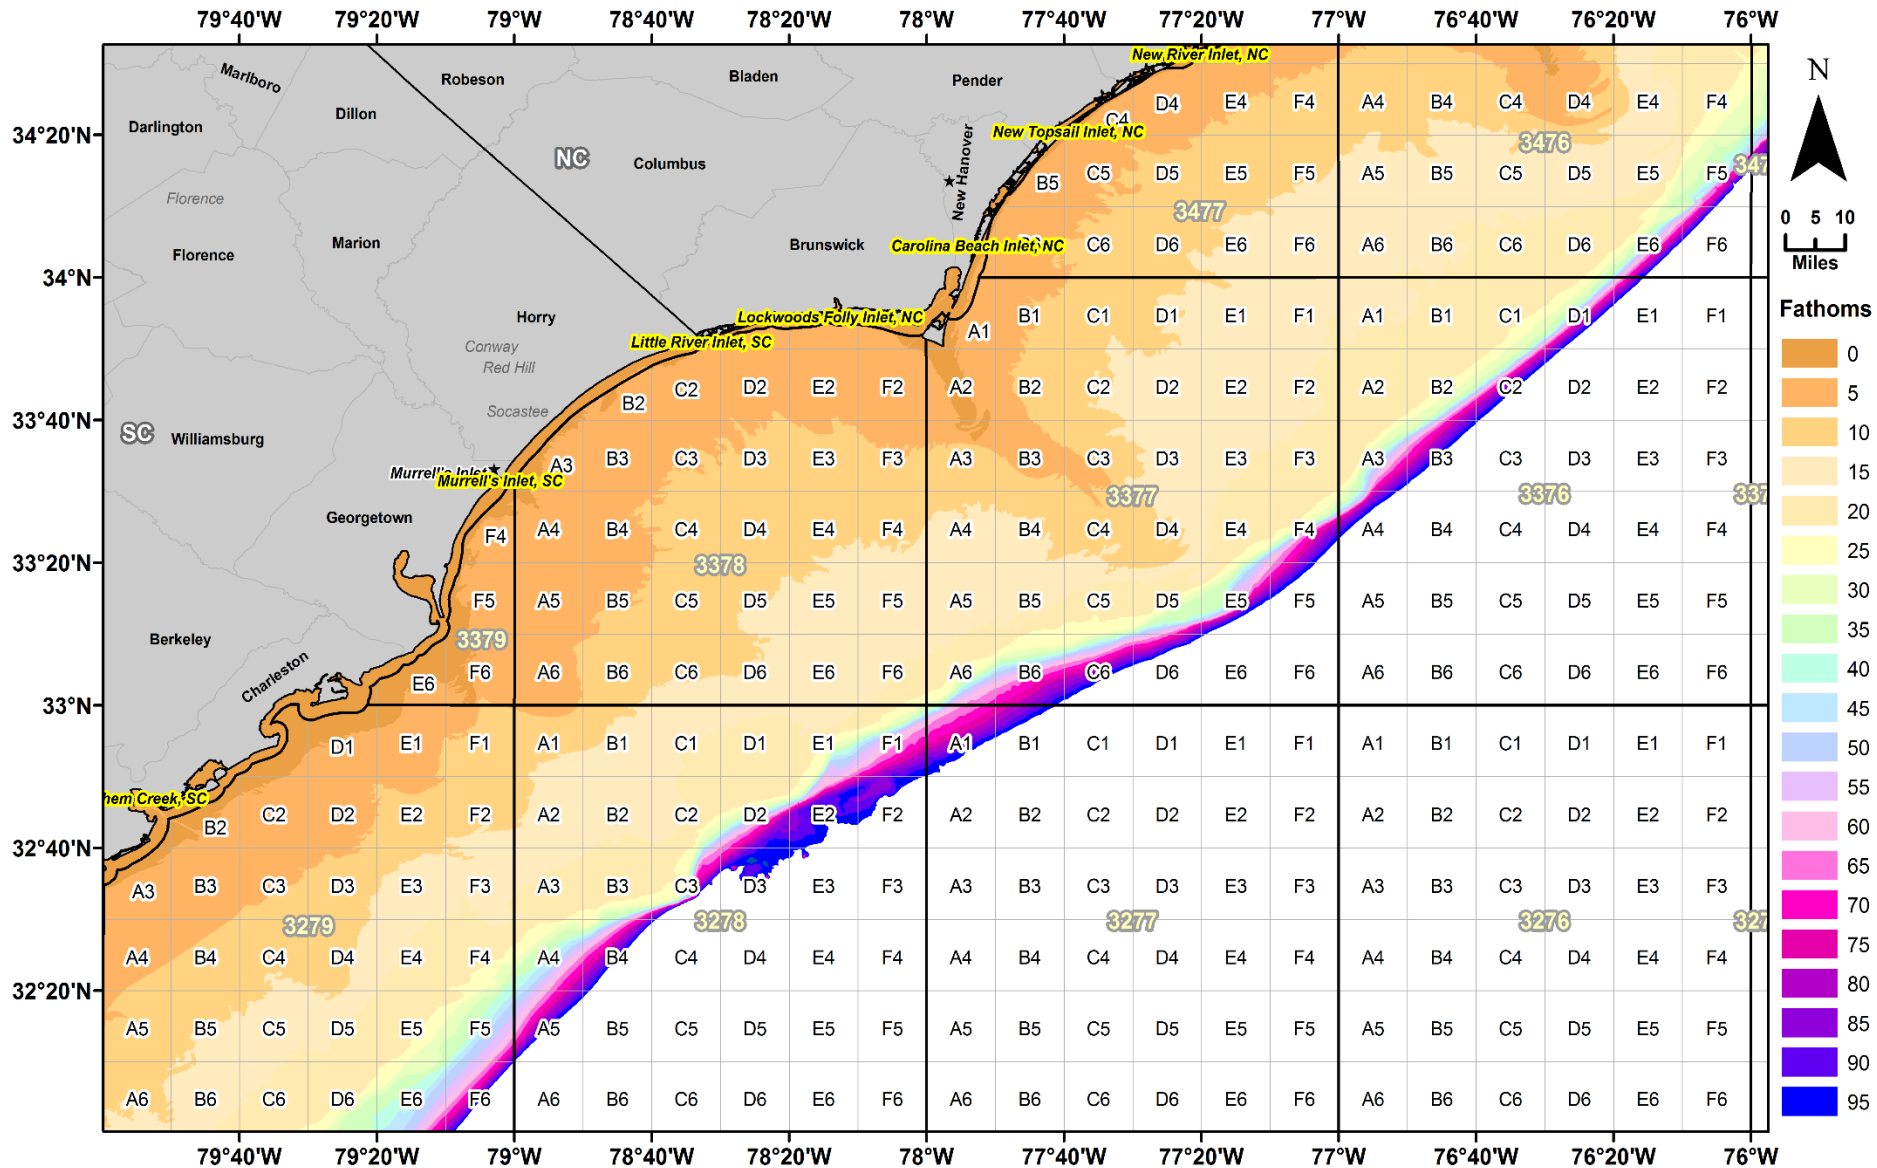 79°40'W 79°20'W 79°W 78°40'W 78°20'W 78°W 77°40'W 77°20'W 77°W 76°40'W 76°20'W 76°W
New River Inlet, NC
Marlboro Robeson Bladen Pender
N
D4 E4 F4 A4 B4 C4 D4 E4 F4
Dillon
C4
Darlington
34°20'N
New Topsail Inlet, NC
3476
NC
Columbus
New Hanover
347
C5 D5 E5 F5 A5 B5 C5 D5 E5 F5
B5
Florence
3477
0 5 10
Miles
Marion Brunswick
Florence
Carolina Beach Inlet, NC
C6 D6 E6 F6 A6 B6 C6 D6 E6 F6
34°N
Fathoms
Horry
Lockwoods Folly Inlet, NC
A1 B1 C1 D1 E1 F1 A1 B1 C1 D1 E1 F1
Little River Inlet, SC
Conway
Red Hill
0
5
10
15
20
25
30
35
40
45
50
55
60
65
70
75
80
85
90
95
B2 C2 D2 E2 F2 A2 B2 C2 D2 E2 F2 A2 B2 C2 D2 E2 F2
Socastee
33°40'N
SC
Williamsburg
A3 B3 C3 D3 E3 F3 A3 B3 C3 D3 E3 F3 A3 B3 C3 D3 E3 F3
Murrell's Inlet
Murrell's Inlet, SC
3377 3376 337
Georgetown
F4 A4 B4 C4 D4 E4 F4 A4 B4 C4 D4 E4 F4 A4 B4 C4 D4 E4 F4
33°20'N
3378
F5 A5 B5 C5 D5 E5 F5 A5 B5 C5 D5 E5 F5 A5 B5 C5 D5 E5 F5
Berkeley
3379
Charleston
E6 F6 A6 B6 C6 D6 E6 F6 A6 B6 C6 D6 E6 F6 A6 B6 C6 D6 E6 F6
33°N
D1 E1 F1 A1 B1 C1 D1 E1 F1 A1 B1 C1 D1 E1 F1 A1 B1 C1 D1 E1 F1
hem Creek, SC
B2 C2 D2 E2 F2 A2 B2 C2 D2 E2 F2 A2 B2 C2 D2 E2 F2 A2 B2 C2 D2 E2 F2
32°40'N
A3 B3 C3 D3 E3 F3 A3 B3 C3 D3 E3 F3 A3 B3 C3 D3 E3 F3 A3 B3 C3 D3 E3 F3
3279 3278 3277 3276 327
A4 B4 C4 D4 E4 F4 A4 B4 C4 D4 E4 F4 A4 B4 C4 D4 E4 F4 A4 B4 C4 D4 E4 F4
32°20'N
A5 B5 C5 D5 E5 F5 A5 B5 C5 D5 E5 F5 A5 B5 C5 D5 E5 F5 A5 B5 C5 D5 E5 F5
A6 B6 C6 D6 E6 F6 A6 B6 C6 D6 E6 F6 A6 B6 C6 D6 E6 F6 A6 B6 C6 D6 E6 F6
79°40'W 79°20'W 79°W 78°40'W 78°20'W 78°W 77°40'W 77°20'W 77°W 76°40'W 76°20'W 76°W